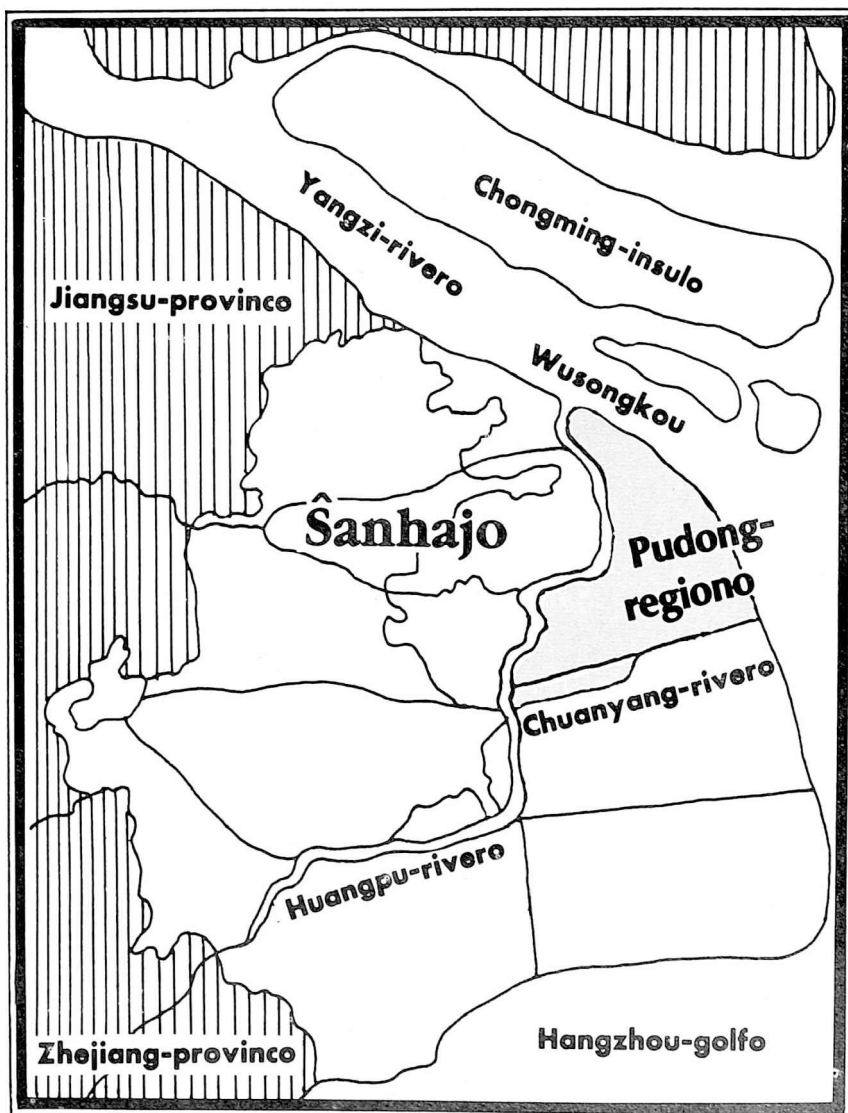 Chongming-insulo
Yangzi-rivero
Jiangsu-provinco
Wusongkou
Ŝanhajo
Pudong-
regiono
Chuanyang-rivero
Huangpu-rivero
Zhejiang-provinco
Hangzhou-golfo